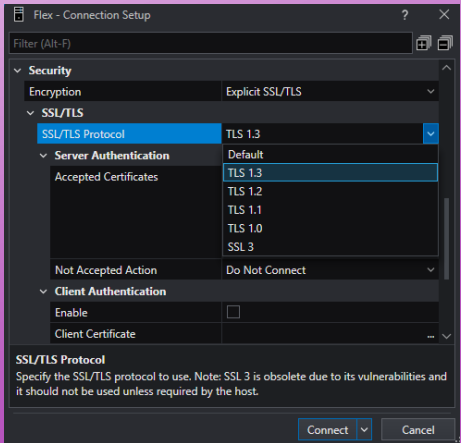 Flex - Connection Setup
Filter (Alt-F)
Security
Encryption Explicit SSL/TLS
SSL/TLS
SSL/TLS Protocol TLS 1.3
Server Authentication Default
Accepted Certificates TLS 1.3
TLS 1.2
TLS 1.1
TLS 1.0
SSL 3
Not Accepted Action Do Not Connect
Client Authentication
Enable
Client Certificate ...
SSL/TLS Protocol
Specify the SSL/TLS protocol to use. Note: SSL 3 is obsolete due to its vulnerabilities and
it should not be used unless required by the host.
Connect Cancel